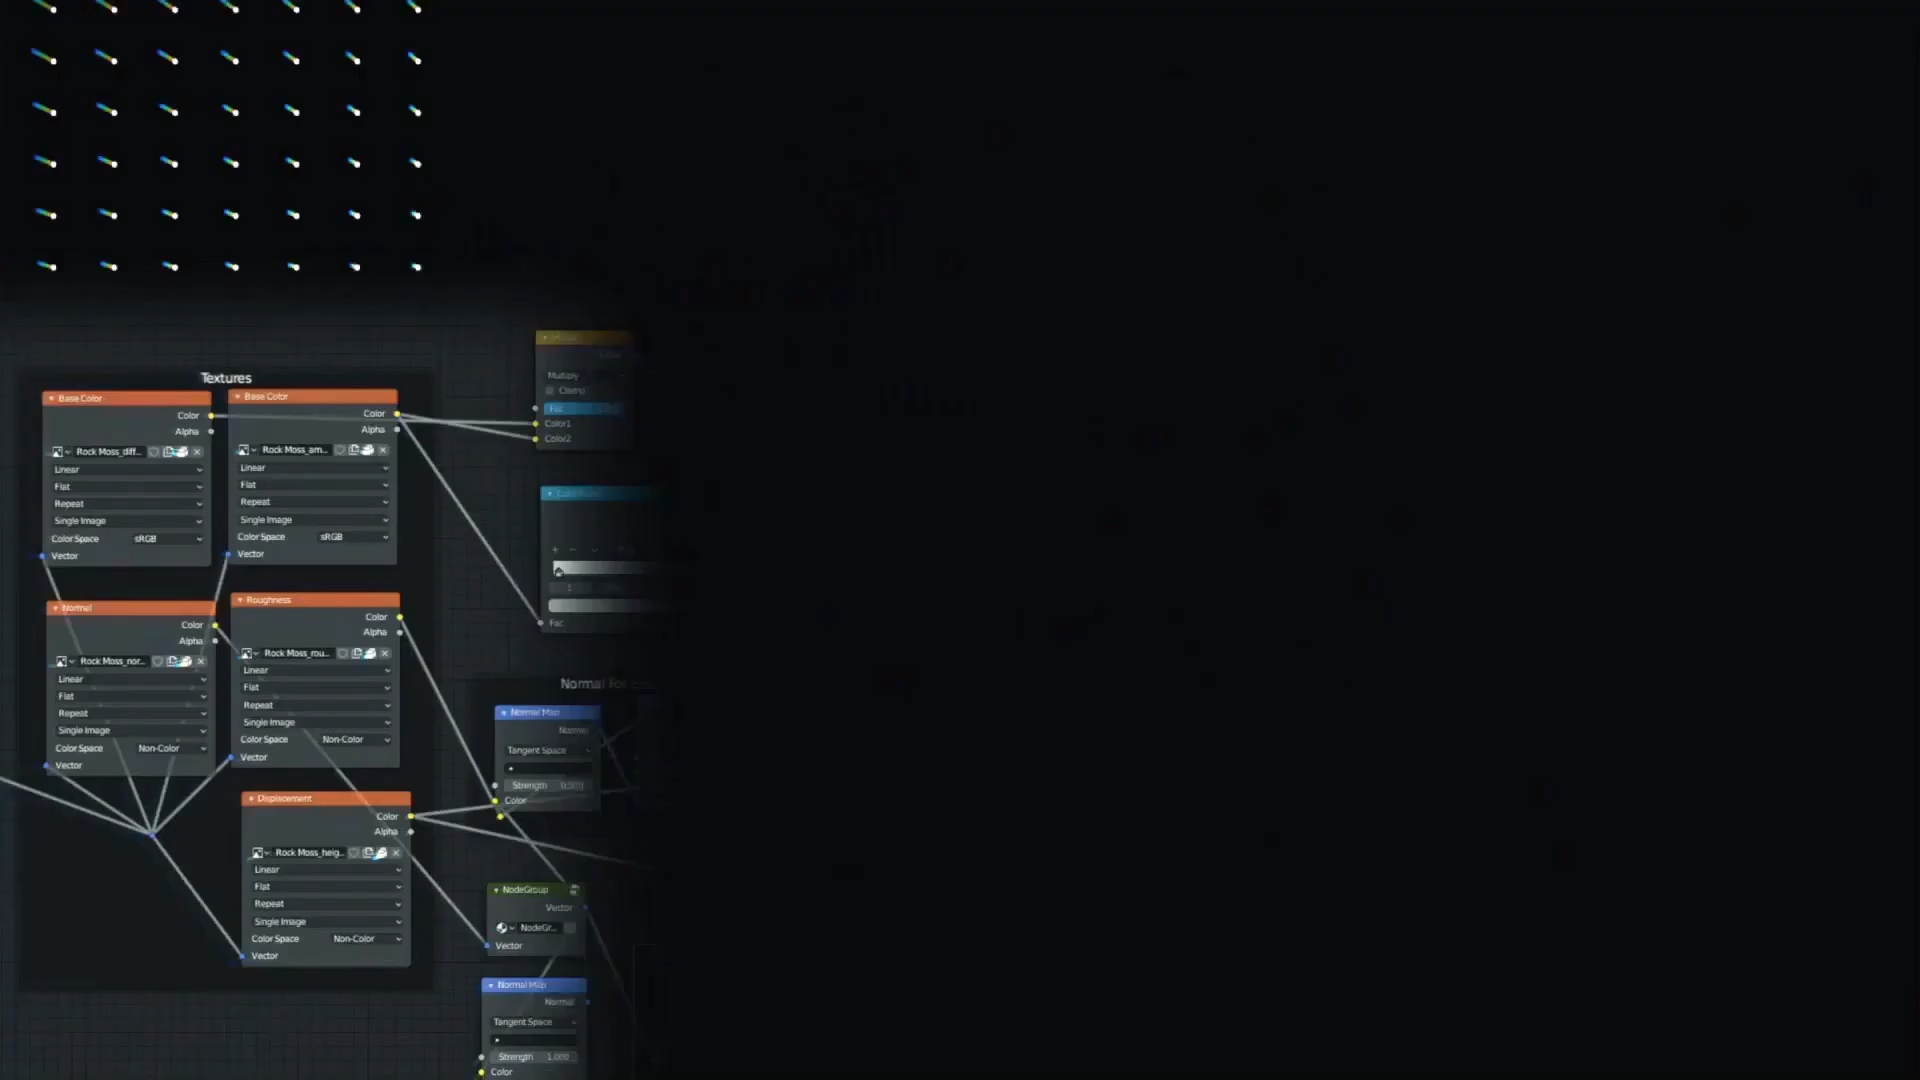 Textures
Base Color
Color
Alpha
Rock Moss_diff...
Linear
Flat
Repeat
Single Image
Color Space sRGB
Vector
Base Color
Color
Alpha
Rock Moss_am...
Linear
Flat
Repeat
Single Image
Color Space sRGB
Vector
Multiply
Clamp
Fac
Color1
Color2
Fac
Normal
Color
Alpha
Rock Moss_nor...
Linear
Flat
Repeat
Single Image
Color Space Non-Color
Vector
Roughness
Color
Alpha
Rock Moss_rou...
Linear
Flat
Repeat
Single Image
Color Space Non-Color
Vector
Normal For
Normal Map
Normal
Tangent Space
Strength
Color
Displacement
Color
Alpha
Rock Moss_heig...
Linear
Flat
Repeat
Single Image
Color Space Non-Color
Vector
NodeGroup
Vector
NodeGr...
Vector
Normal Map
Normal
Tangent Space
Strength 1.000
Color